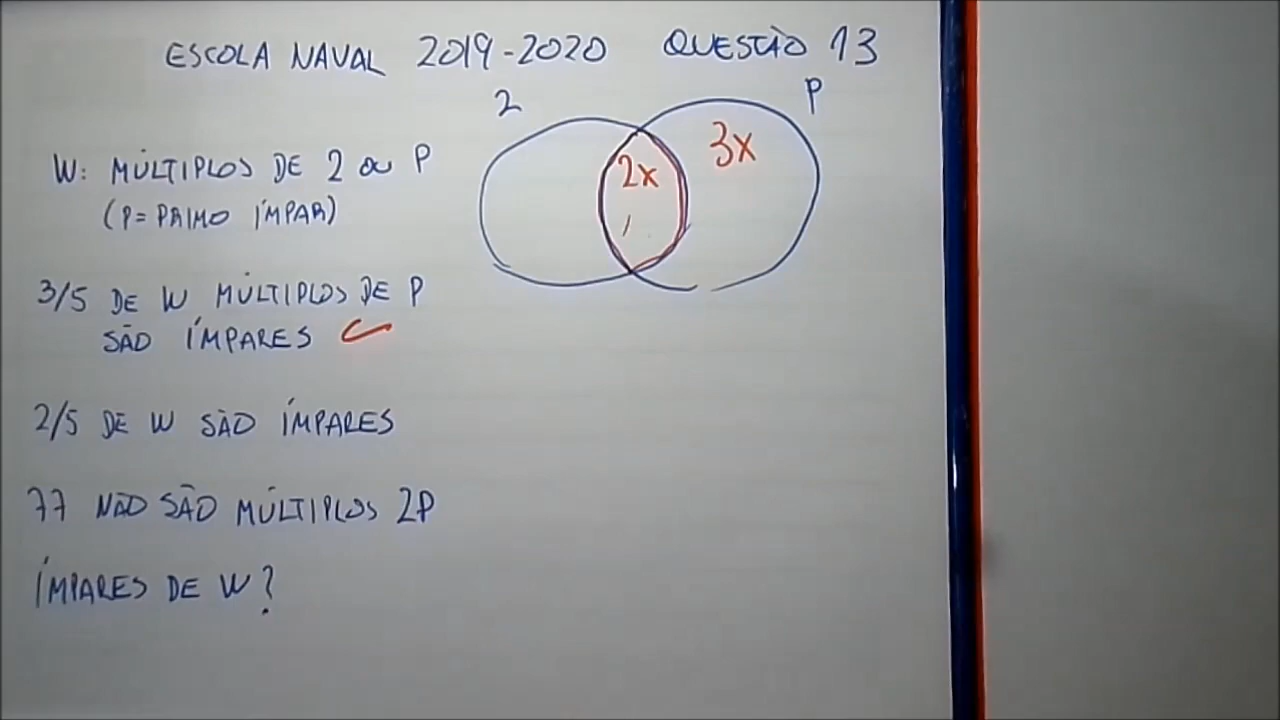 ESCOLA NAVAL 2019-2020 QUESTÃO 13
2 P
2x 3x
W: MÚLTIPLOS DE 2 OU P
(P= PRIMO ÍMPAR)
3/5 DE W MÚLTIPLOS DE P
SÃO ÍMPARES
2/5 DE W SÃO ÍMPARES
77 NÃO SÃO MÚLTIPLOS 2P
ÍMPARES DE W?